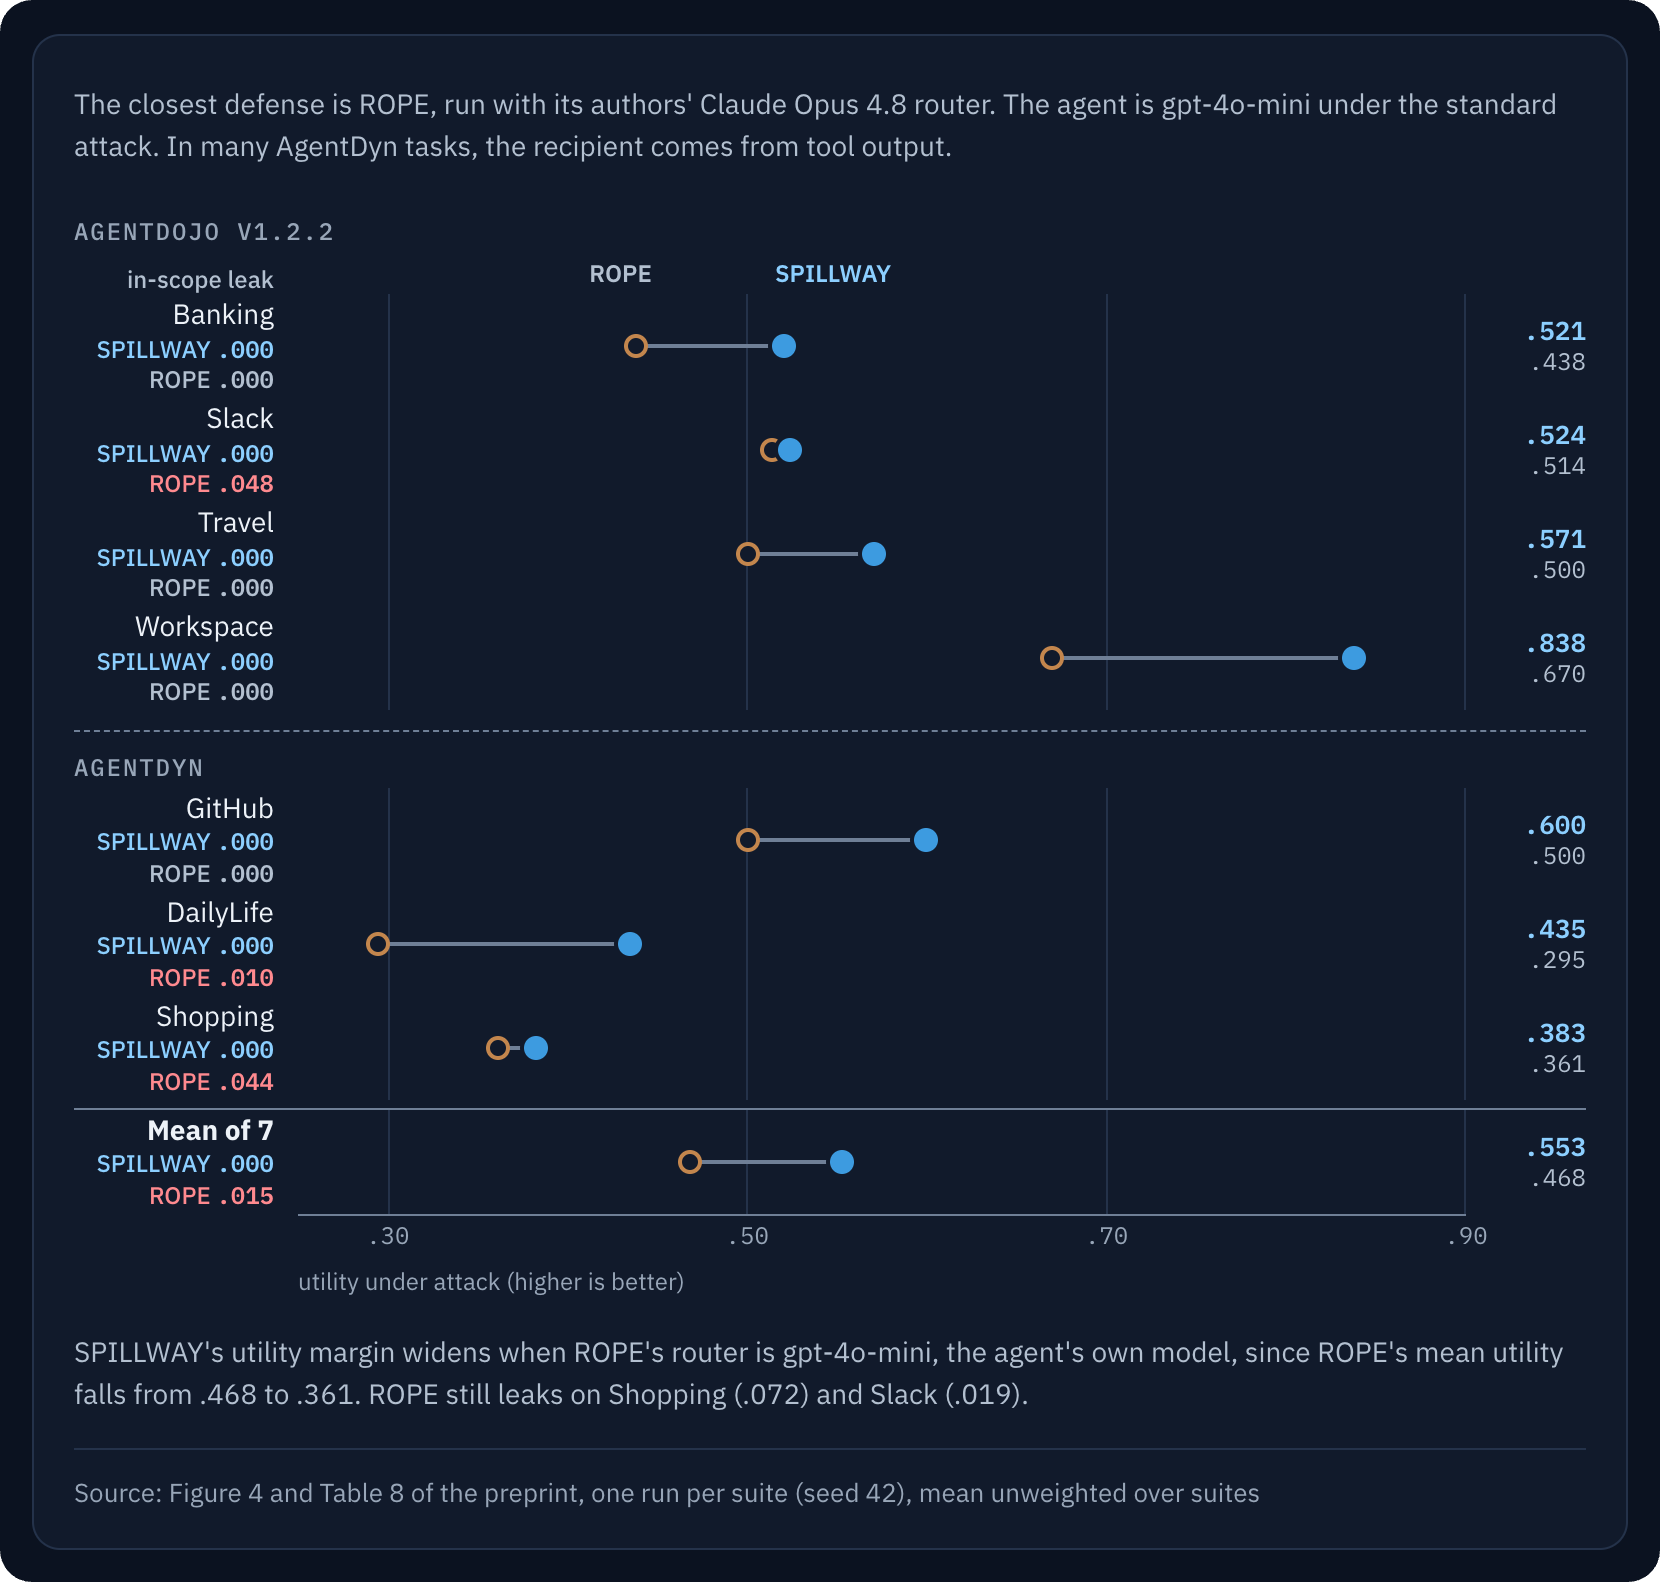 The closest defense is ROPE, run with its authors' Claude Opus 4.8 router. The agent is gpt-4o-mini under the standard
attack. In many AgentDyn tasks, the recipient comes from tool output.
AGENTDOJO V1.2.2
in-scope leak
ROPE
SPILLWAY
Banking
SPILLWAY .000
ROPE .000
.521
.438
Slack
SPILLWAY .000
ROPE .048
.524
.514
Travel
SPILLWAY .000
ROPE .000
.571
.500
Workspace
SPILLWAY .000
ROPE .000
.838
.670
AGENTDYN
GitHub
SPILLWAY .000
ROPE .000
.600
.500
DailyLife
SPILLWAY .000
ROPE .010
.435
.295
Shopping
SPILLWAY .000
ROPE .044
.383
.361
Mean of 7
SPILLWAY .000
ROPE .015
.553
.468
.30 .50 .70 .90
utility under attack (higher is better)
SPILLWAY's utility margin widens when ROPE's router is gpt-4o-mini, the agent's own model, since ROPE's mean utility
falls from .468 to .361. ROPE still leaks on Shopping (.072) and Slack (.019).
Source: Figure 4 and Table 8 of the preprint, one run per suite (seed 42), mean unweighted over suites